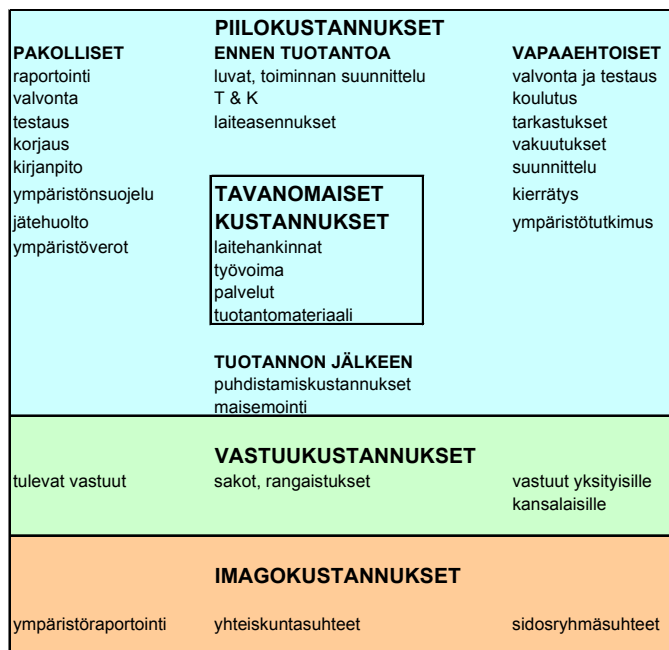 PIILOKUSTANNUKSET
PAKOLLISET ENNEN TUOTANTOA VAPAAEHTOISET
raportointi luvat, toiminnan suunnittelu valvonta ja testaus
valvonta T & K koulutus
testaus laiteasennukset tarkastukset
korjaus vakuutukset
kirjanpito suunnittelu
ympäristönsuojelu TAVANOMAISET kierrätys
jätehuolto KUSTANNUKSET ympäristötutkimus
ympäristöverot laitehankinnat
työvoima
palvelut
tuotantomateriaali
TUOTANNON JÄLKEEN
puhdistamiskustannukset
maisemointi
VASTUUKUSTANNUKSET
tulevat vastuut sakot, rangaistukset vastuut yksityisille
kansalaisille
IMAGOKUSTANNUKSET
ympäristöraportointi yhteiskuntasuhteet sidosryhmäsuhteet